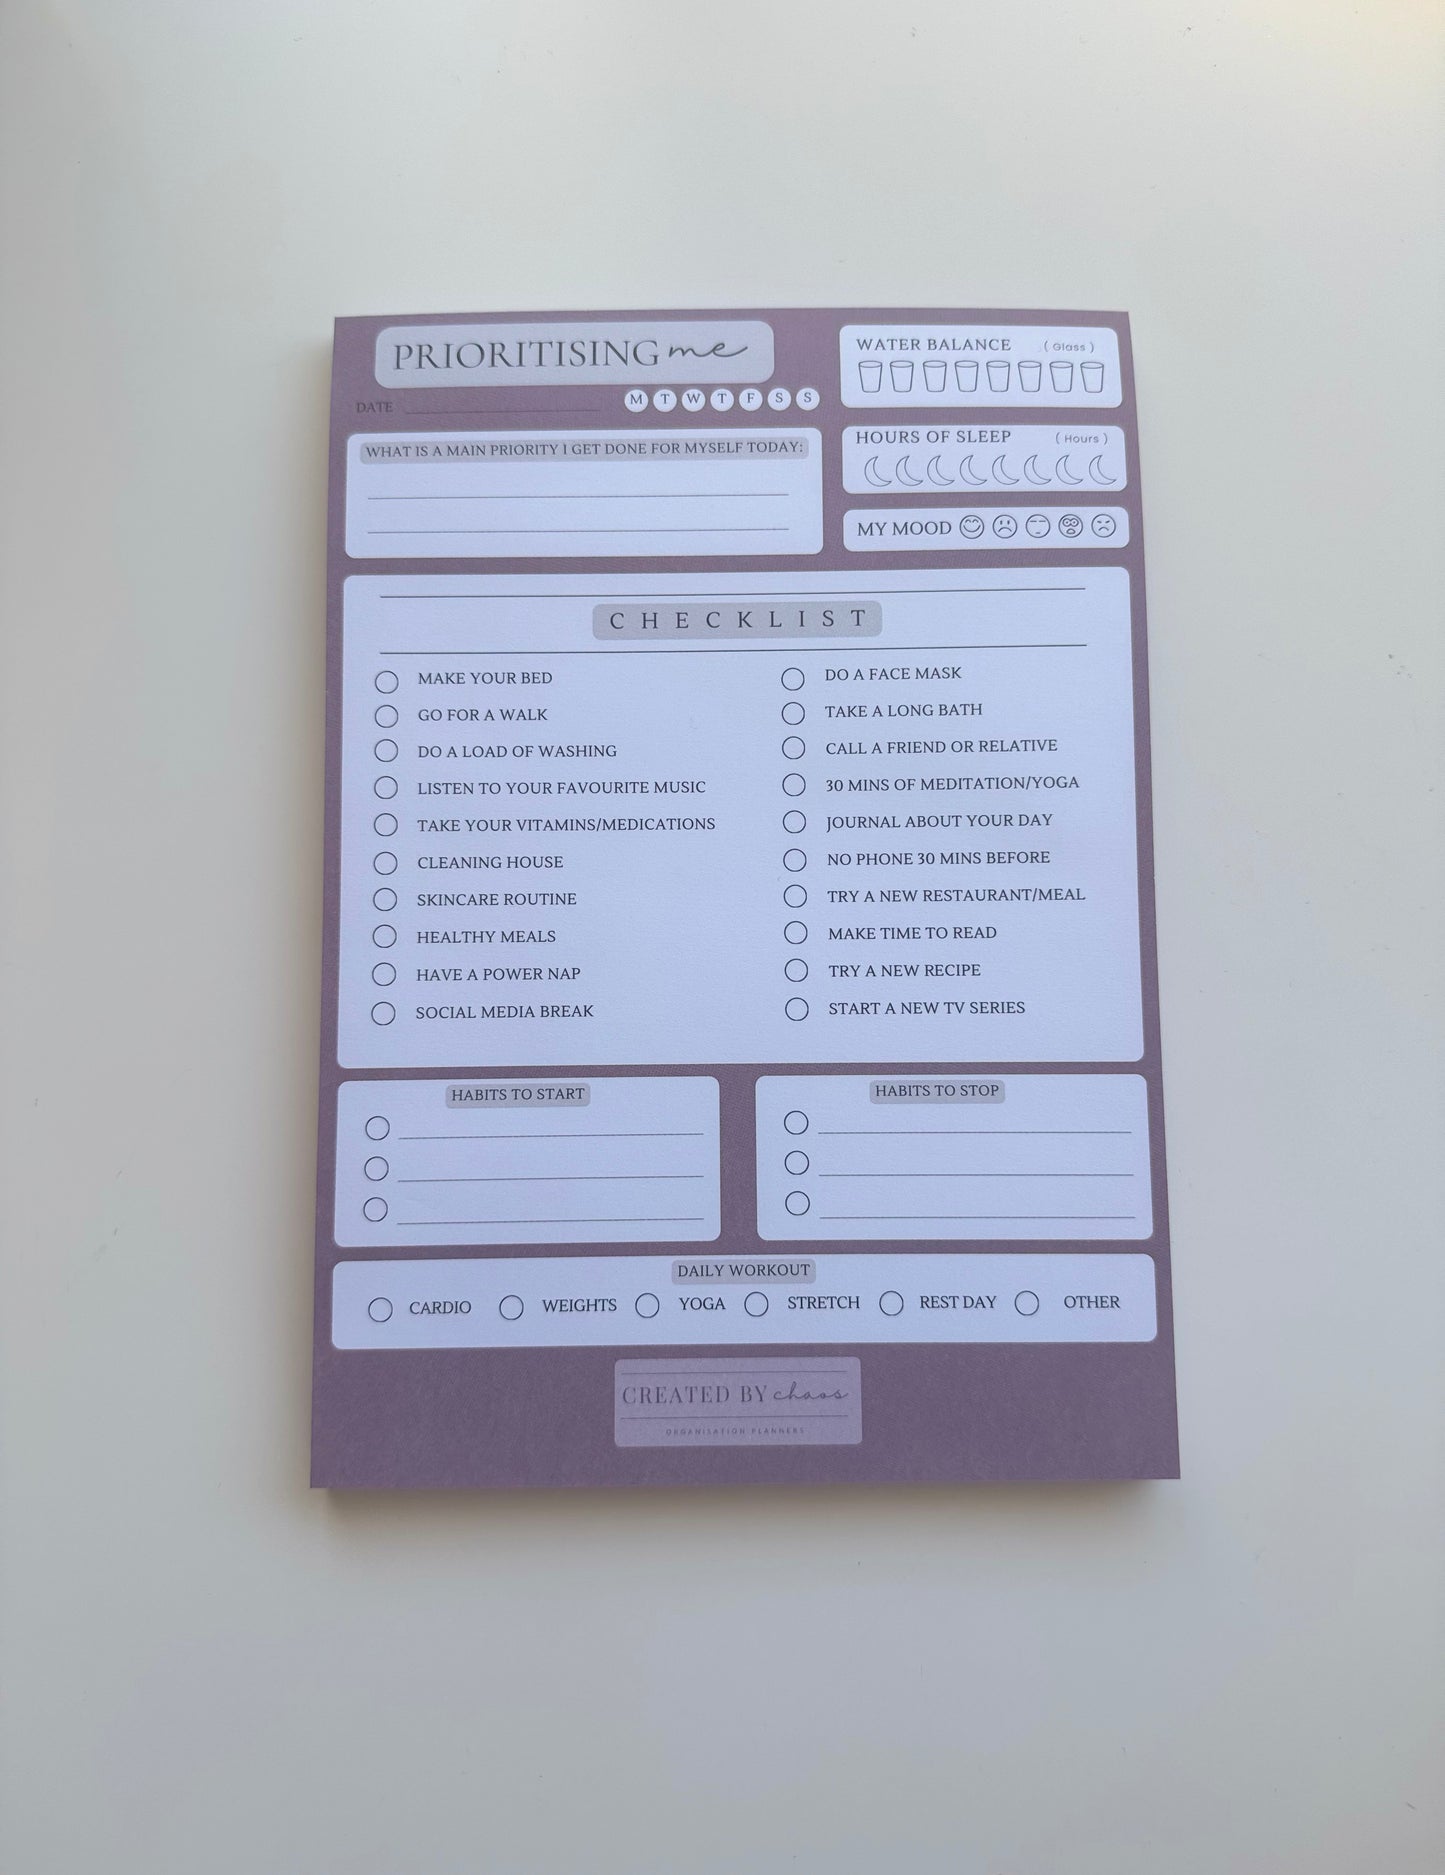 PRIORITISING me
DATE
M T W T F S S
WHAT IS A MAIN PRIORITY I GET DONE FOR MYSELF TODAY:
WATER BALANCE ( Glass )
HOURS OF SLEEP ( Hours )
MY MOOD
CHECKLIST
MAKE YOUR BED
GO FOR A WALK
DO A LOAD OF WASHING
LISTEN TO YOUR FAVOURITE MUSIC
TAKE YOUR VITAMINS/MEDICATIONS
CLEANING HOUSE
SKINCARE ROUTINE
HEALTHY MEALS
HAVE A POWER NAP
SOCIAL MEDIA BREAK
DO A FACE MASK
TAKE A LONG BATH
CALL A FRIEND OR RELATIVE
30 MINS OF MEDITATION/YOGA
JOURNAL ABOUT YOUR DAY
NO PHONE 30 MINS BEFORE
TRY A NEW RESTAURANT/MEAL
MAKE TIME TO READ
TRY A NEW RECIPE
START A NEW TV SERIES
HABITS TO START
HABITS TO STOP
DAILY WORKOUT
CARDIO WEIGHTS YOGA STRETCH REST DAY OTHER
CREATED BY chaos
ORGANISATION PLANNERS